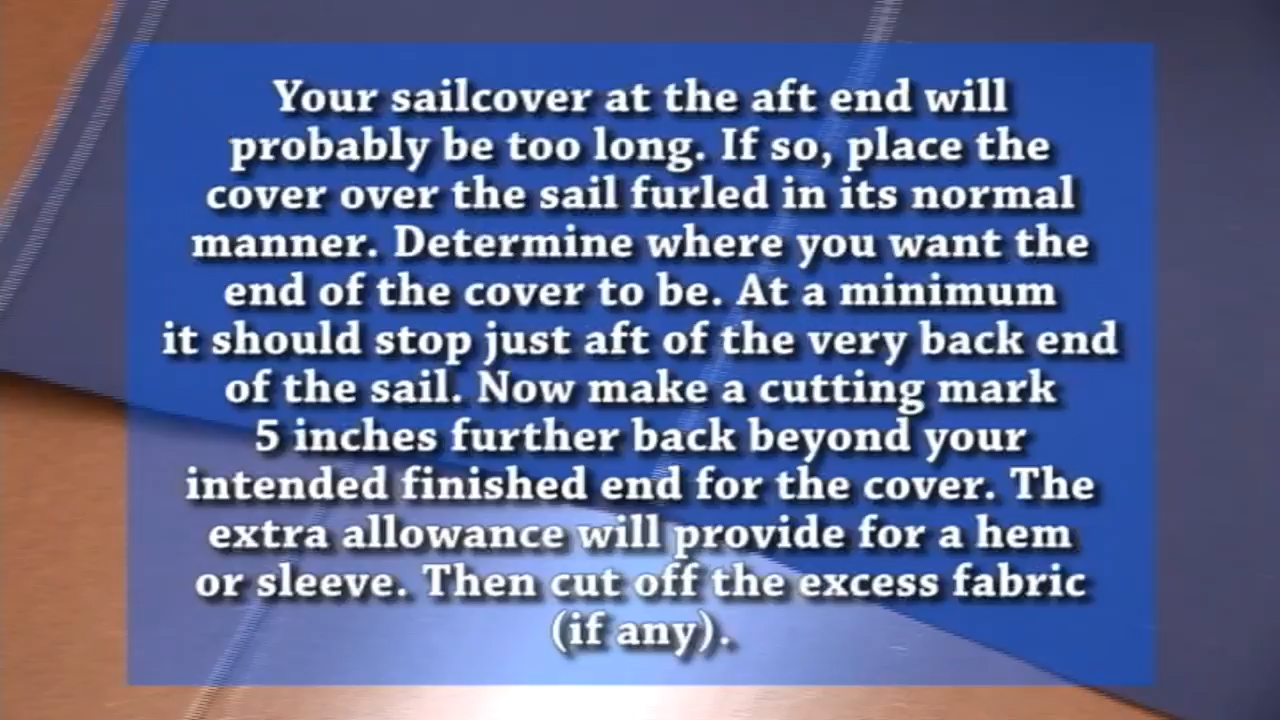 Your sailcover at the aft end will
probably be too long. If so, place the
cover over the sail furled in its normal
manner. Determine where you want the
end of the cover to be. At a minimum
it should stop just aft of the very back end
of the sail. Now make a cutting mark
5 inches further back beyond your
intended finished end for the cover. The
extra allowance will provide for a hem
or sleeve. Then cut off the excess fabric
(if any).